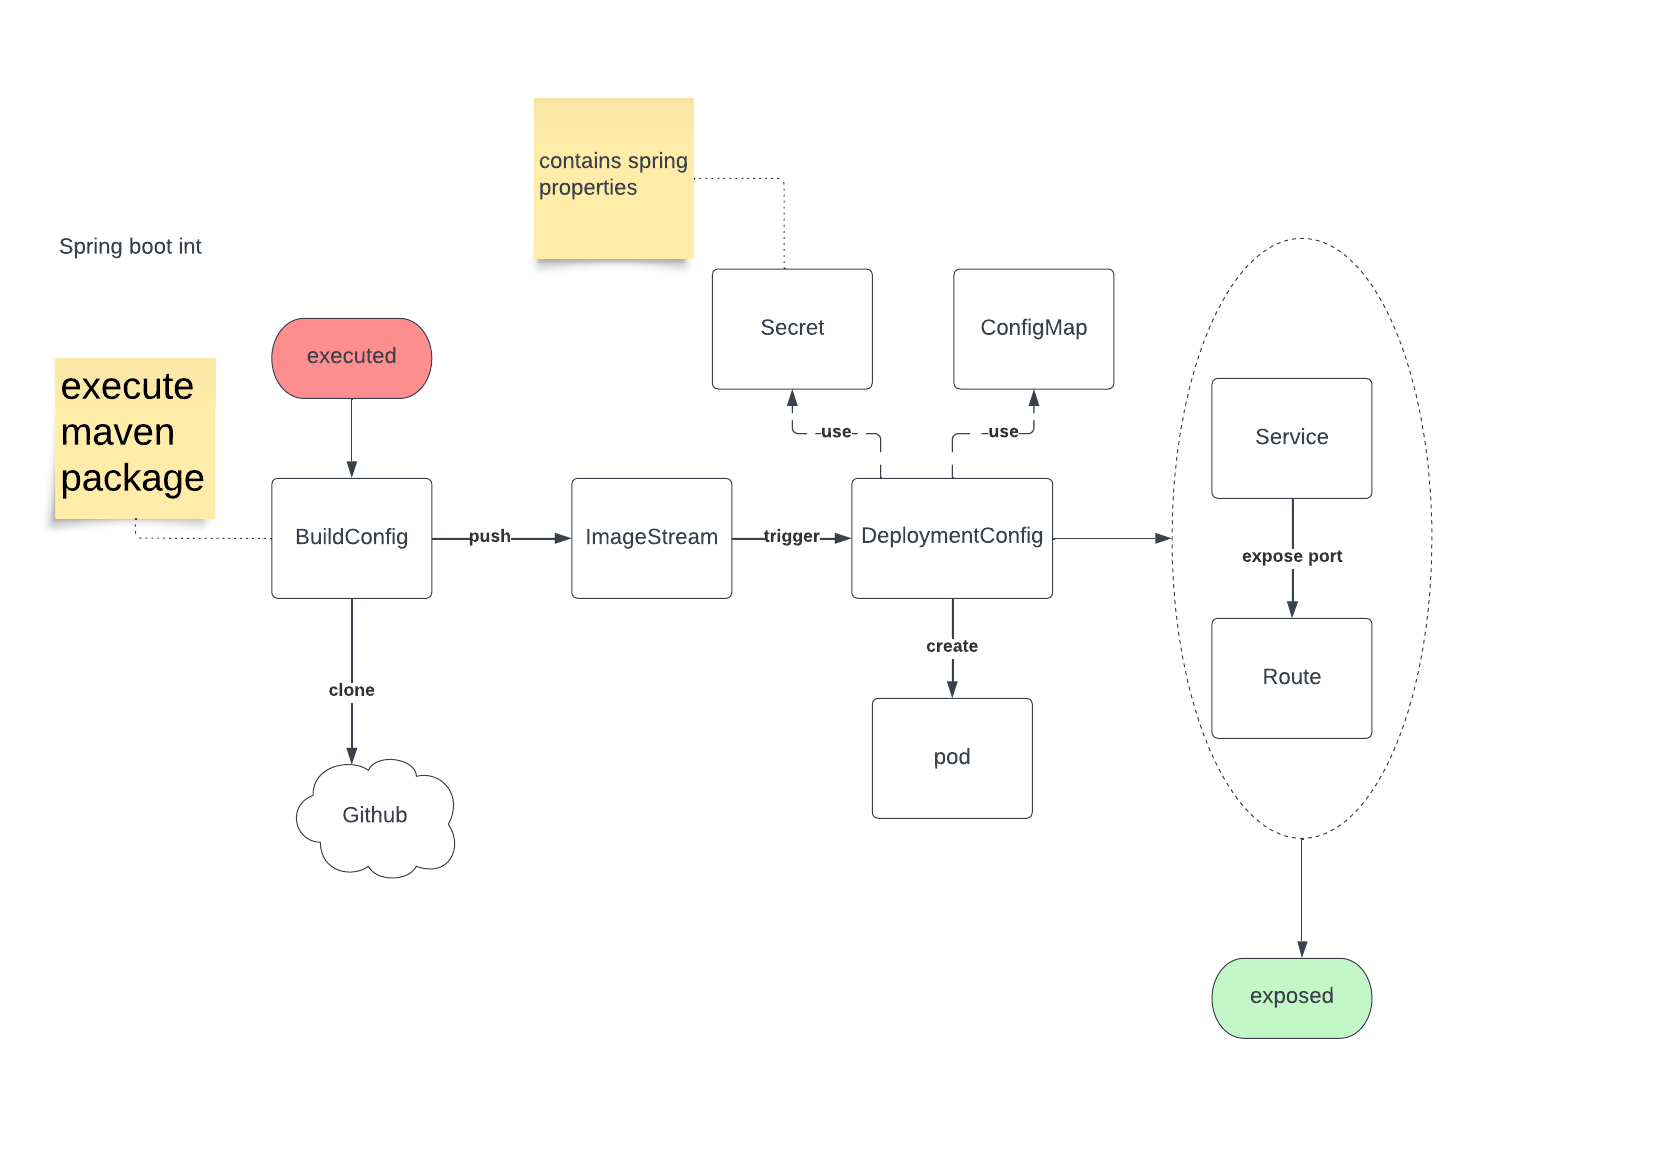 contains spring
properties
Spring boot int
executed
execute
maven
package
Secret
ConfigMap
use
use
Service
BuildConfig
push
ImageStream
trigger
DeploymentConfig
expose port
create
clone
Route
pod
Github
exposed